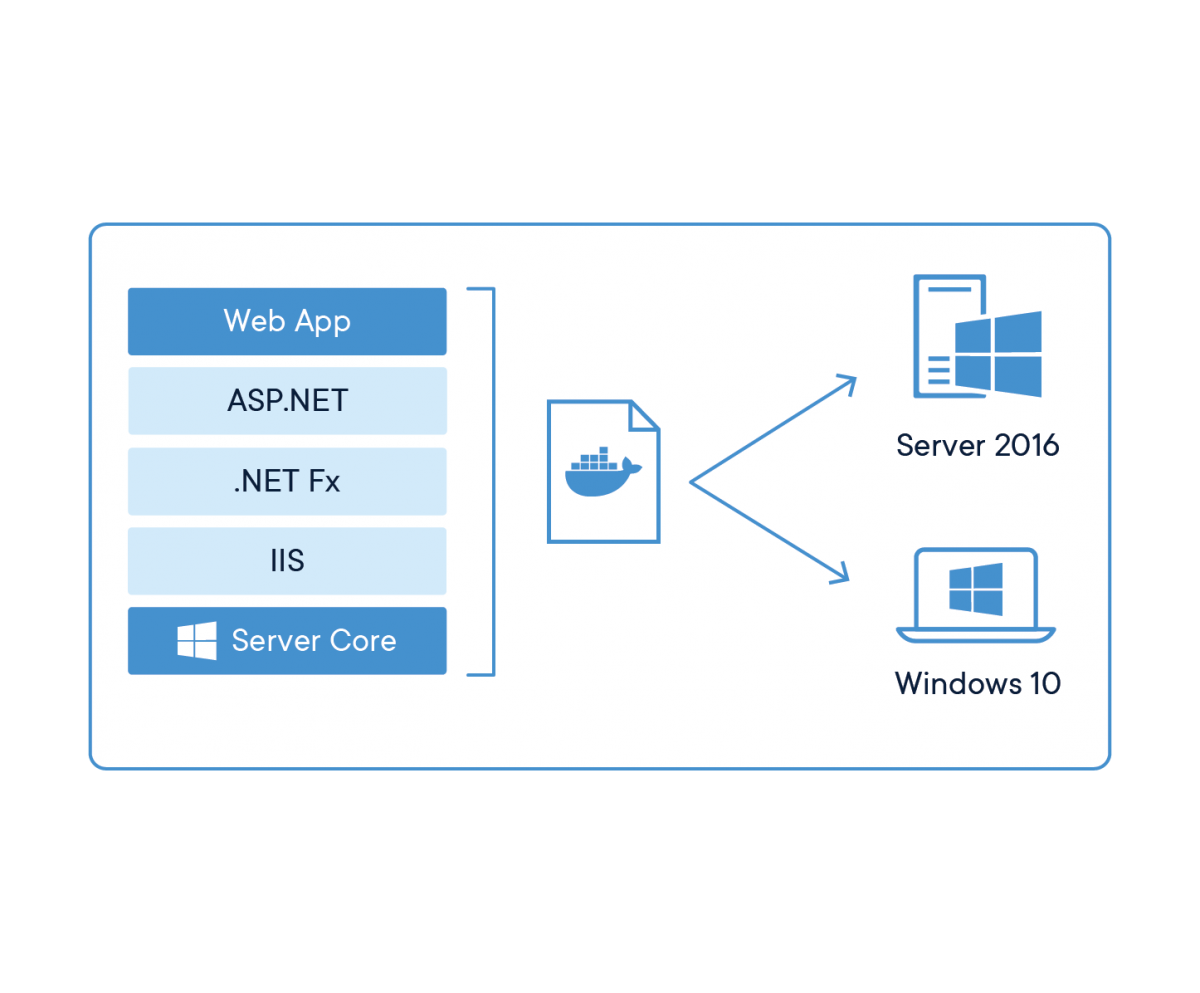 Web App
ASP.NET
.NET Fx
IIS
Server Core
Server 2016
Windows 10